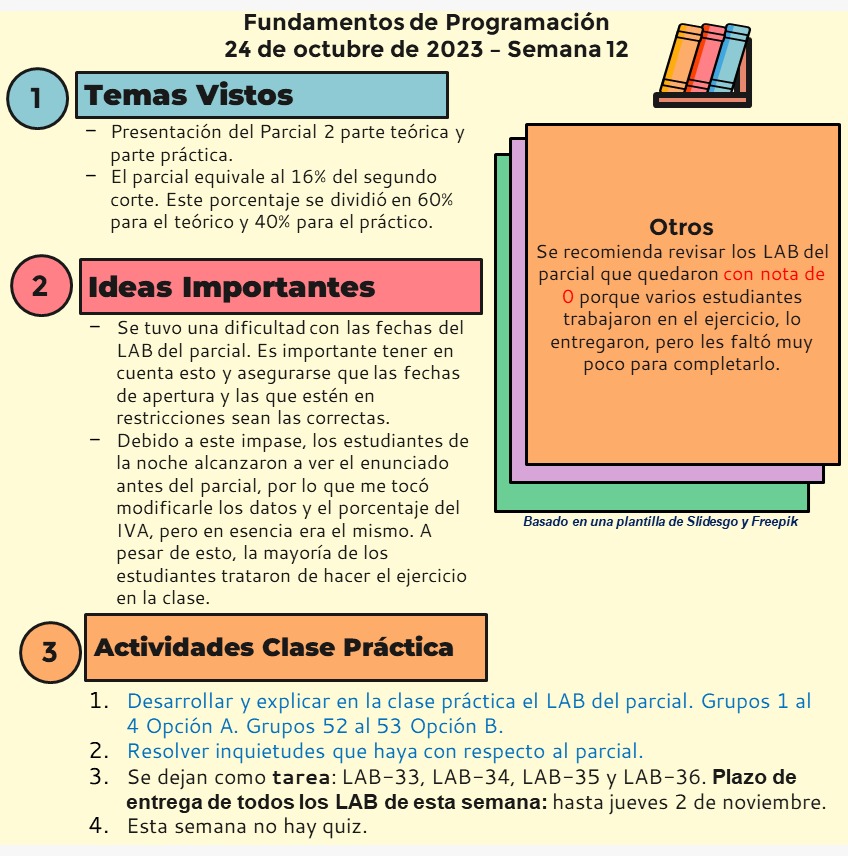 Fundamentos de Programación
24 de octubre de 2023 – Semana 12
1
Temas Vistos
– Presentación del Parcial 2 parte teórica y
parte práctica.
– El parcial equivale al 16% del segundo
corte. Este porcentaje se dividió en 60%
para el teórico y 40% para el práctico.
2
Ideas Importantes
– Se tuvo una dificultad con las fechas del
LAB del parcial. Es importante tener en
cuenta esto y asegurarse que las fechas
de apertura y las que estén en
restricciones sean las correctas.
– Debido a este impase, los estudiantes de
la noche alcanzaron a ver el enunciado
antes del parcial, por lo que me tocó
modificarle los datos y el porcentaje del
IVA, pero en esencia era el mismo. A
pesar de esto, la mayoría de los
estudiantes trataron de hacer el ejercicio
en la clase.
Otros
Se recomienda revisar los LAB del
parcial que quedaron con nota de
0 porque varios estudiantes
trabajaron en el ejercicio, lo
entregaron, pero les faltó muy
poco para completarlo.
Basado en una plantilla de Slidesgo y Freepik
3
Actividades Clase Práctica
1. Desarrollar y explicar en la clase práctica el LAB del parcial. Grupos 1 al
4 Opción A. Grupos 52 al 53 Opción B.
2. Resolver inquietudes que haya con respecto al parcial.
3. Se dejan como tarea: LAB-33, LAB-34, LAB-35 y LAB-36. Plazo de
entrega de todos los LAB de esta semana: hasta jueves 2 de noviembre.
4. Esta semana no hay quiz.